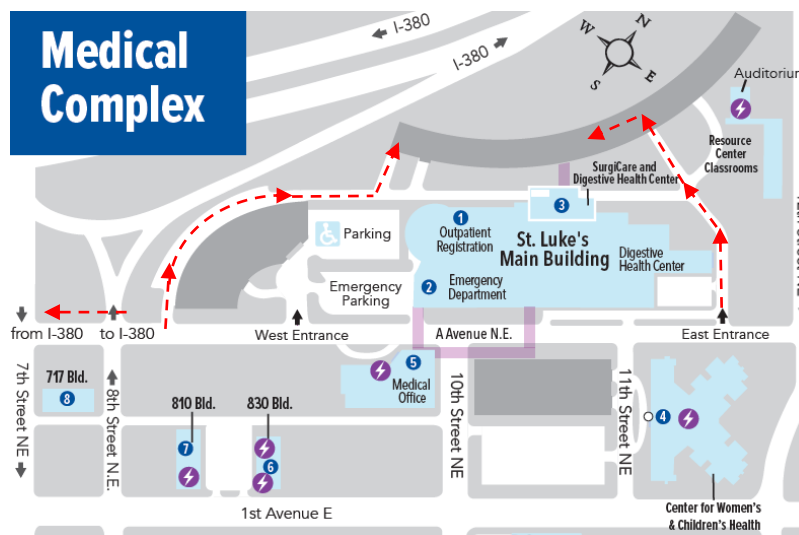 Medical
Complex
I-380
I-380
N
W
E
S
Auditorium
Resource
Center
Classrooms
SurgiCare and
Digestive Health Center
3
1
Outpatient
Registration
St. Luke's
Main Building
Digestive
Health Center
Parking
Emergency
Parking
2
Emergency
Department
from I-380
to I-380
West Entrance
A Avenue N.E.
East Entrance
7th Street NE
717 Bld.
8
8th Street N.E.
810 Bld.
7
830 Bld.
6
5
Medical
Office
10th Street NE
11th Street NE
4
1st Avenue E
Center for Women's
& Children's Health